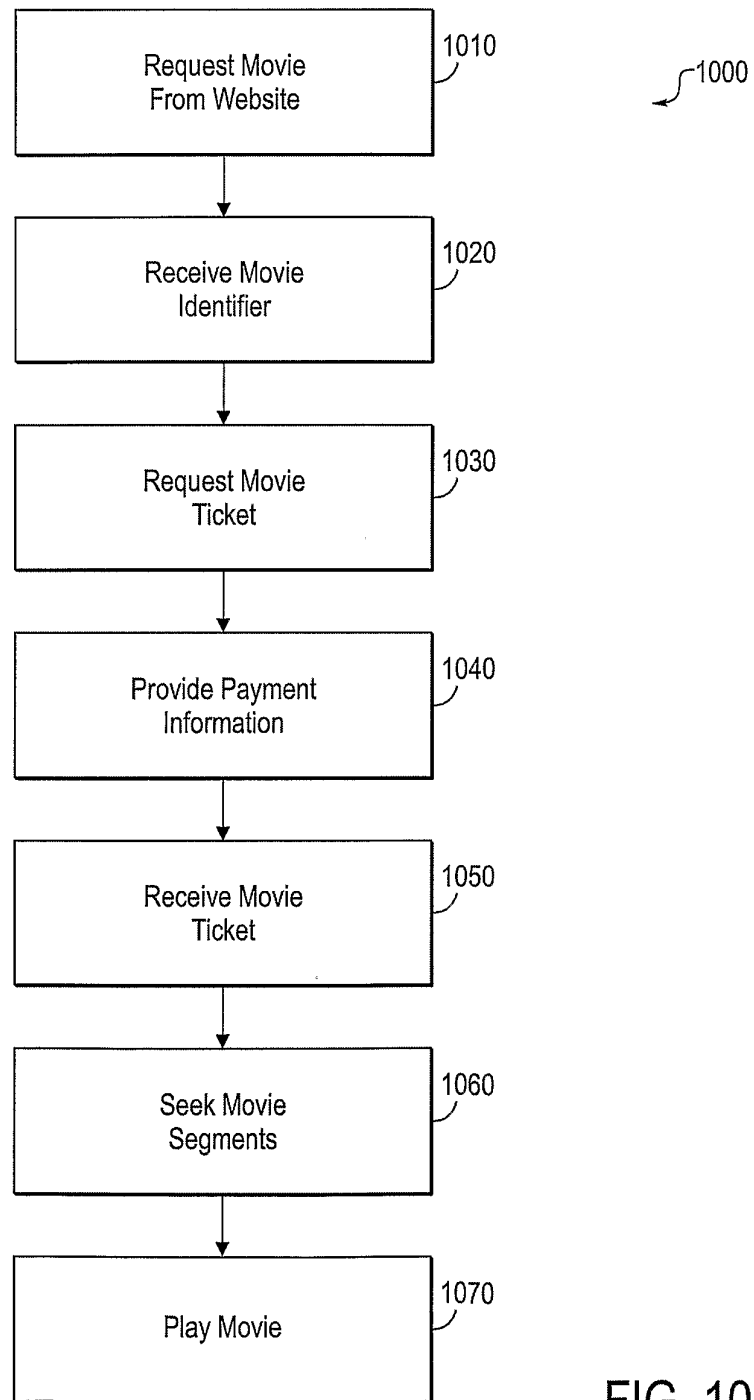 Request Movie
From Website
1010
1000
Receive Movie
Identifier
1020
Request Movie
Ticket
1030
Provide Payment
Information
1040
Receive Movie
Ticket
1050
Seek Movie
Segments
1060
Play Movie
1070
FIG. 10